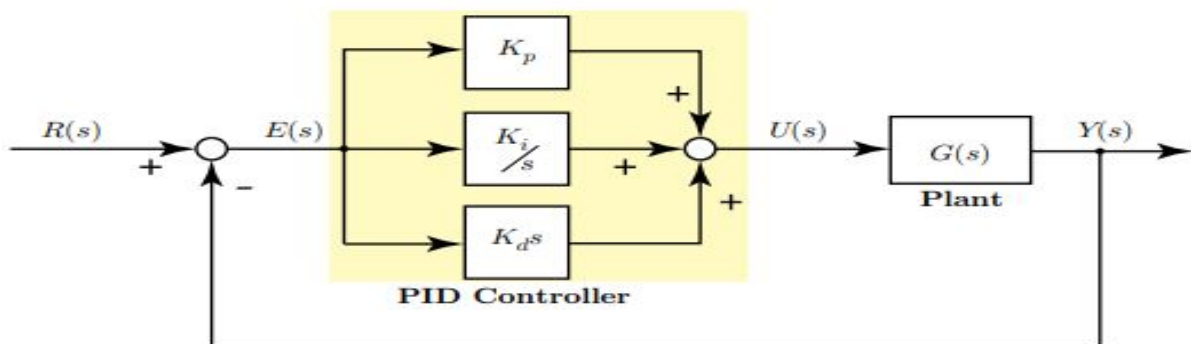 K_p
+
R(s)
E(s)
K_i/s
U(s)
G(s)
Y(s)
+
-
+
+
Plant
K_d s
PID Controller